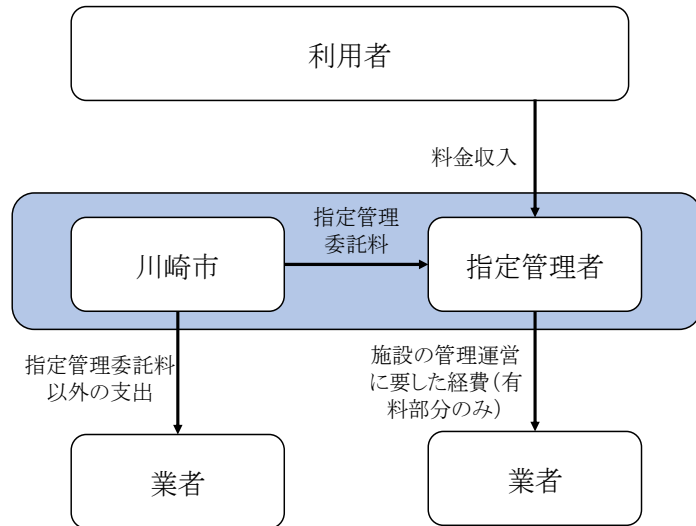 利用者
料金収入
指定管理
委託料
川崎市
指定管理者
指定管理委託料
以外の支出
施設の管理運営
に要した経費（有
料部分のみ）
業者
業者